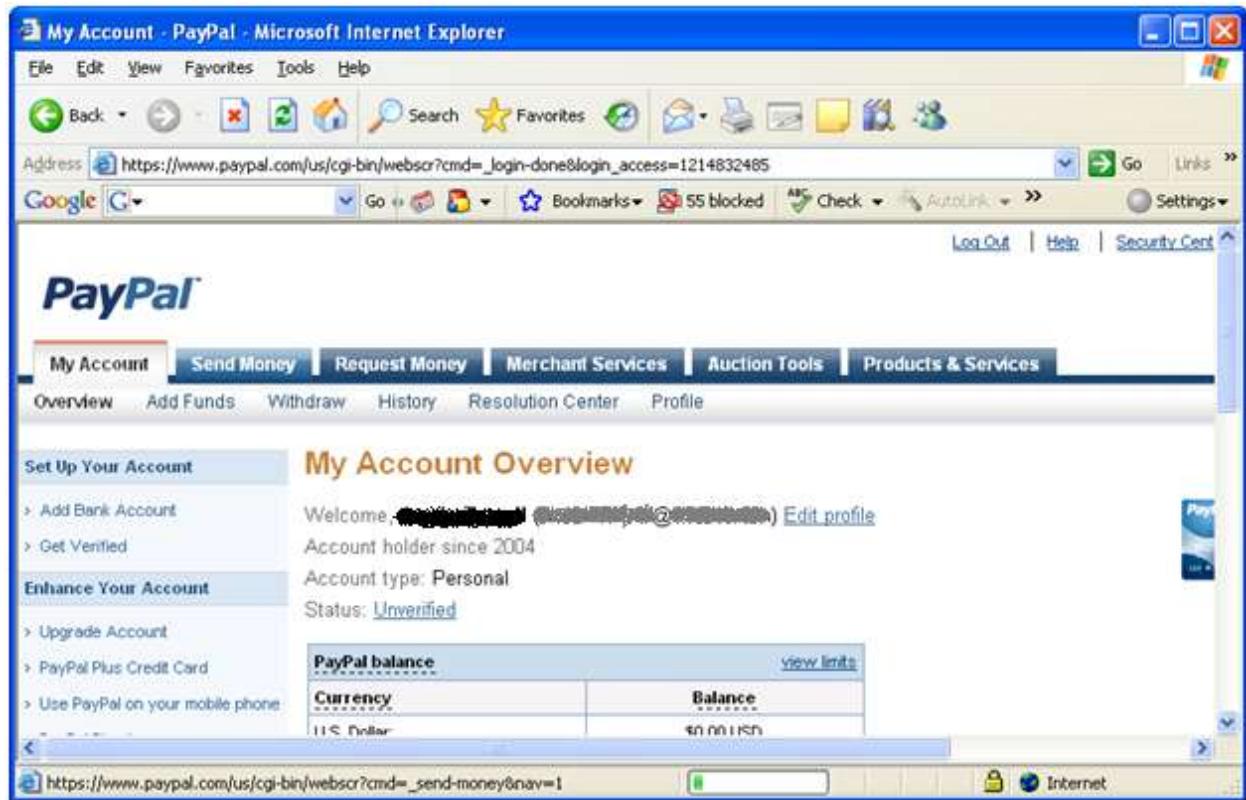 My Account - PayPal - Microsoft Internet Explorer
File Edit View Favorites Tools Help
Back Search Favorites
Address https://www.paypal.com/us/cgi-bin/webscr?cmd=_login-done&login_access=1214832485 Go Links »
Google G Go Bookmarks 55 blocked ABC Check AutoLink » Settings
Log Out | Help | Security Cent
PayPal
My Account Send Money Request Money Merchant Services Auction Tools Products & Services
Overview Add Funds Withdraw History Resolution Center Profile
Set Up Your Account
> Add Bank Account
> Get Verified
Enhance Your Account
> Upgrade Account
> PayPal Plus Credit Card
> Use PayPal on your mobile phone
My Account Overview
Welcome, @ ) Edit profile
Account holder since 2004
Account type: Personal
Status: Unverified
PayPal balance view limits
Currency Balance
U.S. Dollar: $0.00 USD
https://www.paypal.com/us/cgi-bin/webscr?cmd=_send-money&nav=1 Internet